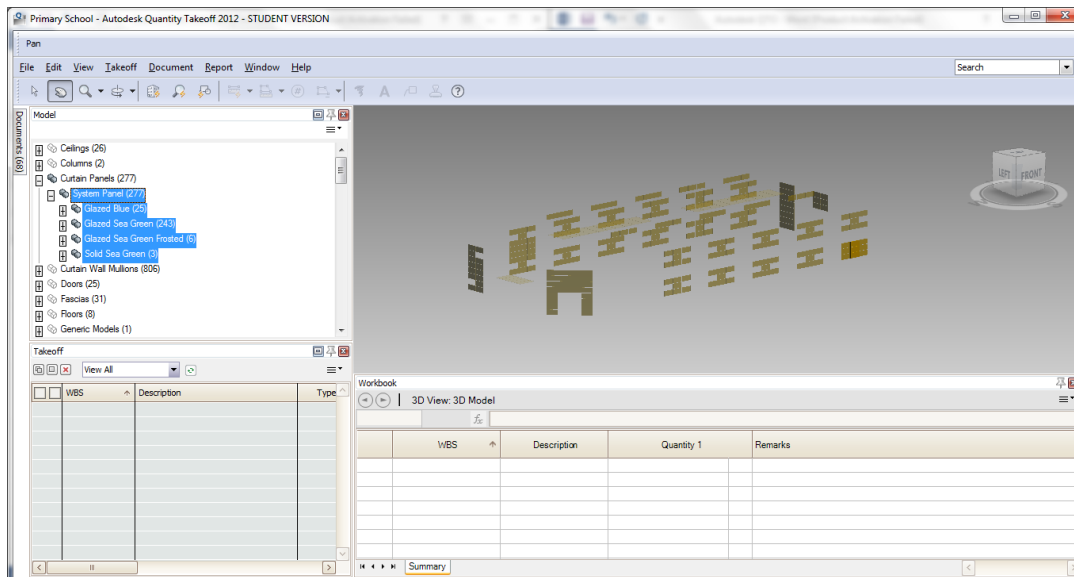 Primary School - Autodesk Quantity Takeoff 2012 - STUDENT VERSION
Pan
File Edit View Takeoff Document Report Window Help
Search
Documents (68)
Model
Ceilings (26)
Columns (2)
Curtain Panels (277)
System Panel (277)
Glazed Blue (25)
Glazed Sea Green (243)
Glazed Sea Green Frosted (6)
Solid Sea Green (3)
Curtain Wall Mullions (806)
Doors (25)
Fascias (31)
Floors (8)
Generic Models (1)
LEFT FRONT
Takeoff
View All
WBS Description Type
Workbook
3D View: 3D Model
fx
WBS Description Quantity 1 Remarks
Summary